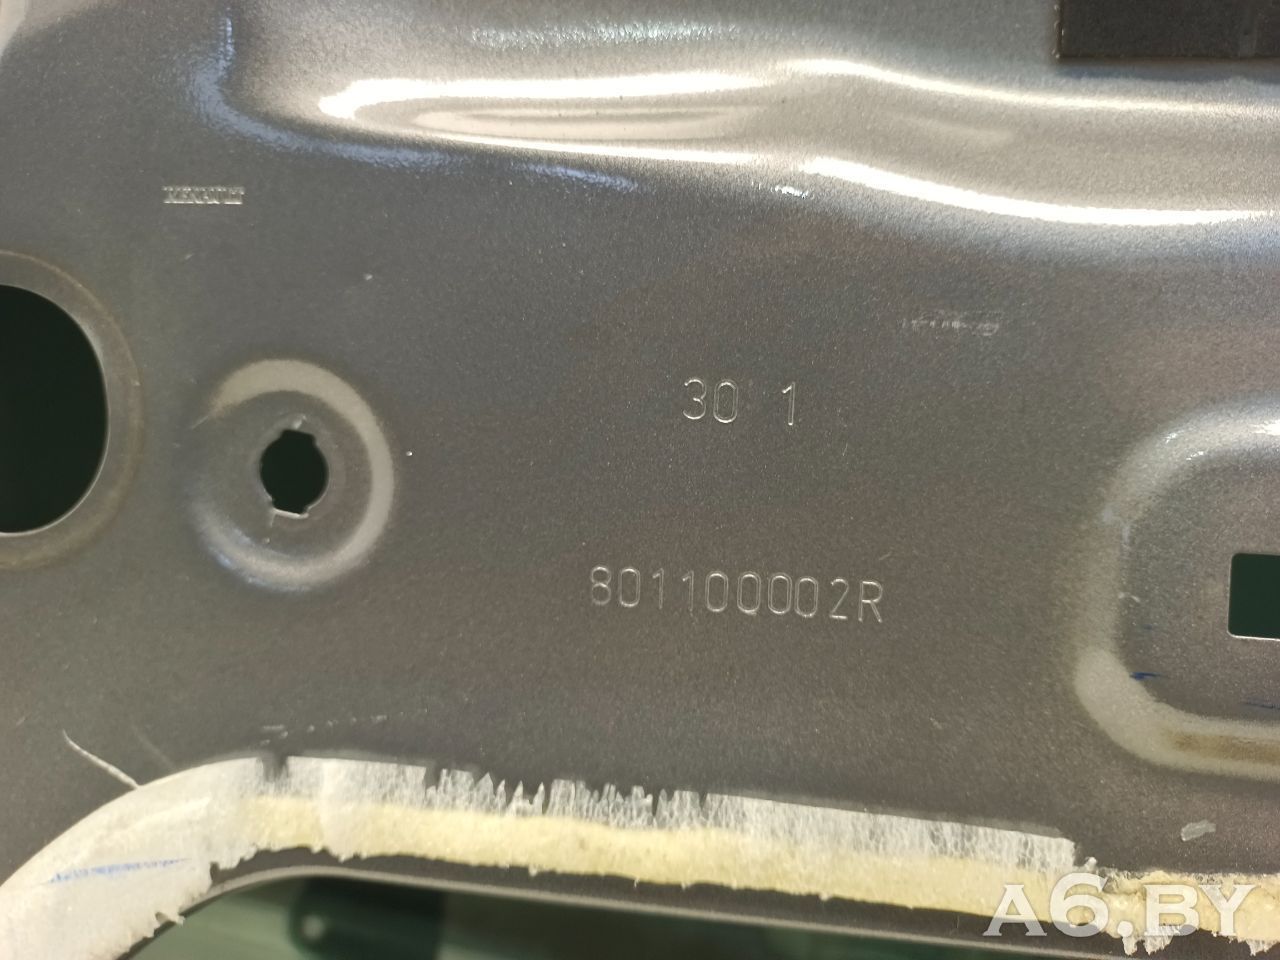 RENAULT
30 1
801100002R
A6.BY